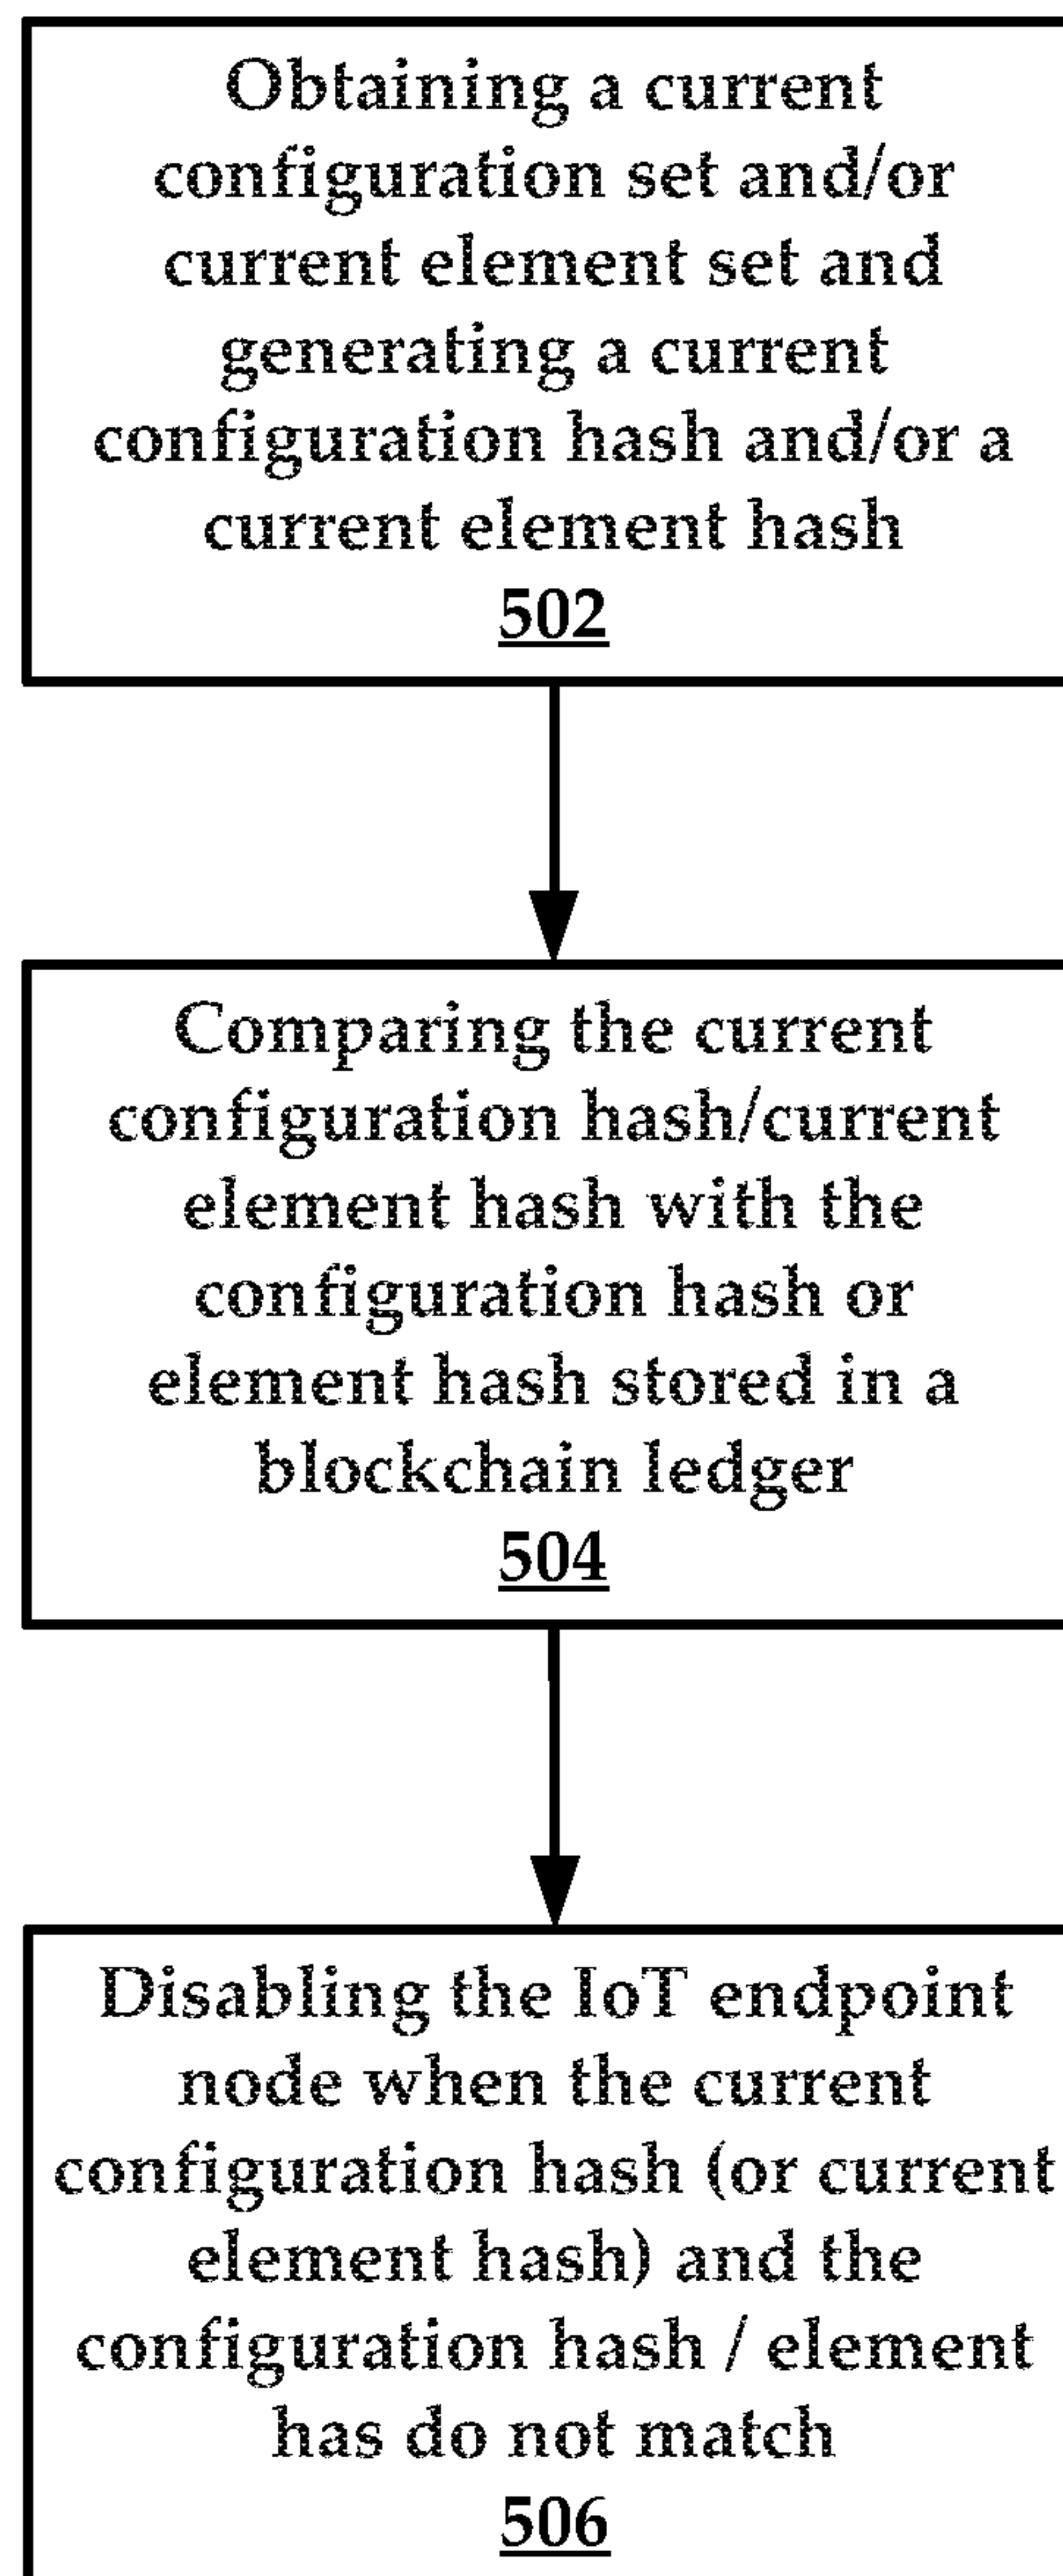 Obtaining a current
configuration set and/or
current element set and
generating a current
configuration hash and/or a
current element hash
502
Comparing the current
configuration hash/current
element hash with the
configuration hash or
element hash stored in a
blockchain ledger
504
Disabling the IoT endpoint
node when the current
configuration hash (or current
element hash) and the
configuration hash / element
has do not match
506